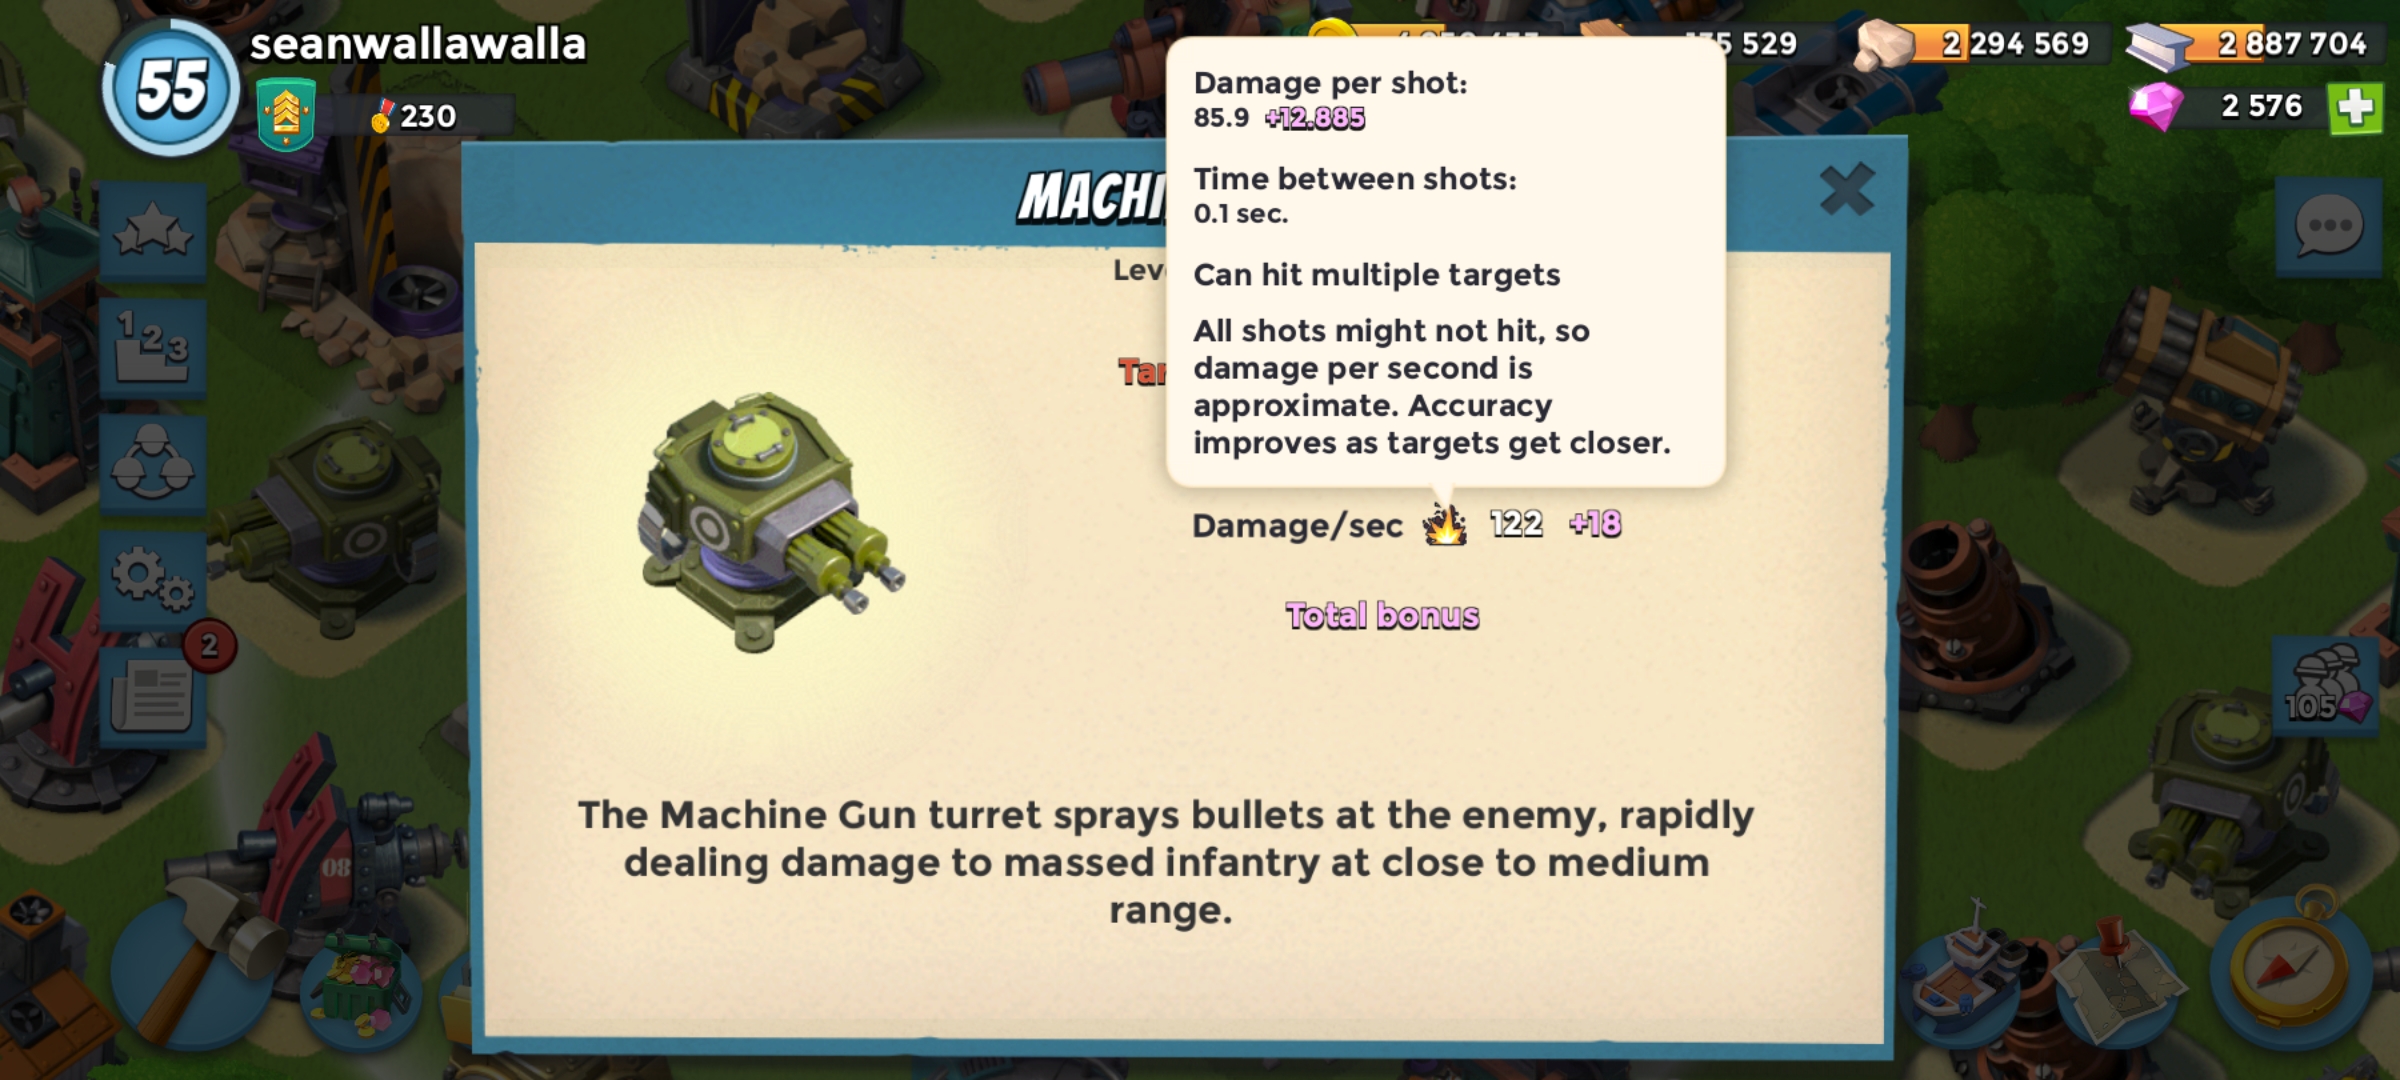 55
seanwallawalla
230
5 529
2 294 569
2 887 704
2 576
Damage per shot:
85.9 +12.885
Time between shots:
0.1 sec.
Can hit multiple targets
All shots might not hit, so
damage per second is
approximate. Accuracy
improves as targets get closer.
MACHI
Lev
Tar
Damage/sec 122 +18
Total bonus
The Machine Gun turret sprays bullets at the enemy, rapidly
dealing damage to massed infantry at close to medium
range.
1 2 3
2
08
105